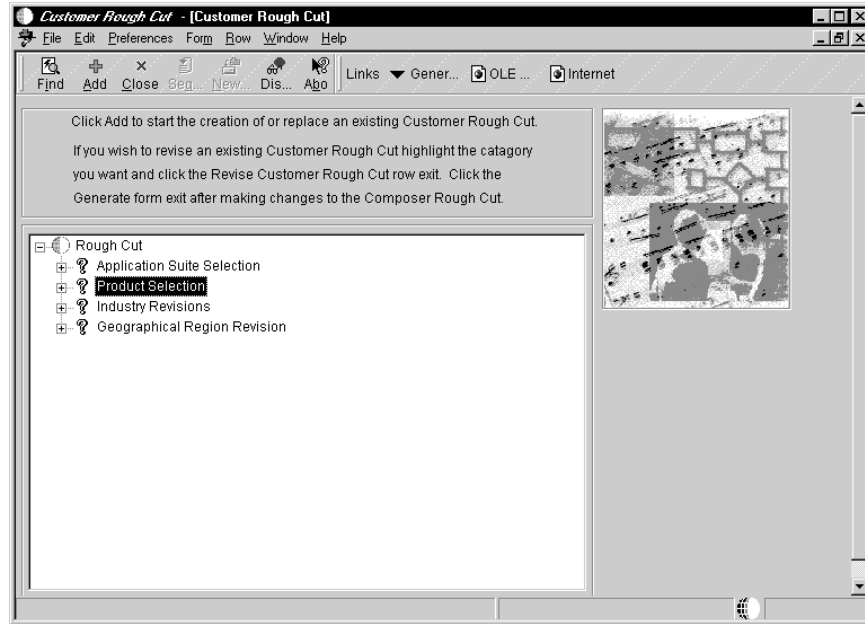 Customer Rough Cut - [Customer Rough Cut]
File Edit Preferences Form Row Window Help
Find Add Close Seq... New... Dis... Abo Links Gener... OLE ... Internet
Click Add to start the creation of or replace an existing Customer Rough Cut.
If you wish to revise an existing Customer Rough Cut highlight the catagory
you want and click the Revise Customer Rough Cut row exit. Click the
Generate form exit after making changes to the Composer Rough Cut.
Rough Cut
Application Suite Selection
Product Selection
Industry Revisions
Geographical Region Revision